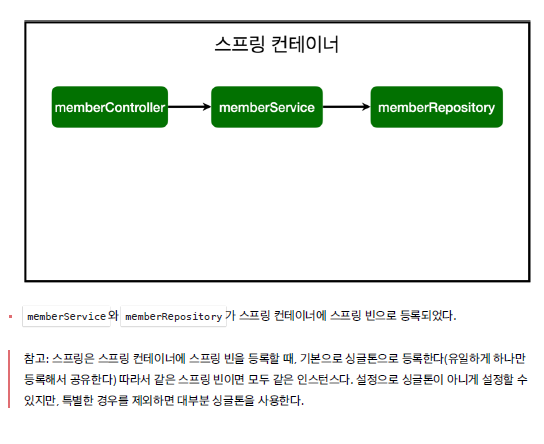 스프링 컨테이너
memberController
memberService
memberRepository
memberService 와 memberRepository 가 스프링 컨테이너에 스프링 빈으로 등록되었다.
참고: 스프링은 스프링 컨테이너에 스프링 빈을 등록할 때, 기본으로 싱글톤으로 등록한다(유일하게 하나만
등록해서 공유한다) 따라서 같은 스프링 빈이면 모두 같은 인스턴스다. 설정으로 싱글톤이 아니게 설정할 수
있지만, 특별한 경우를 제외하면 대부분 싱글톤을 사용한다.